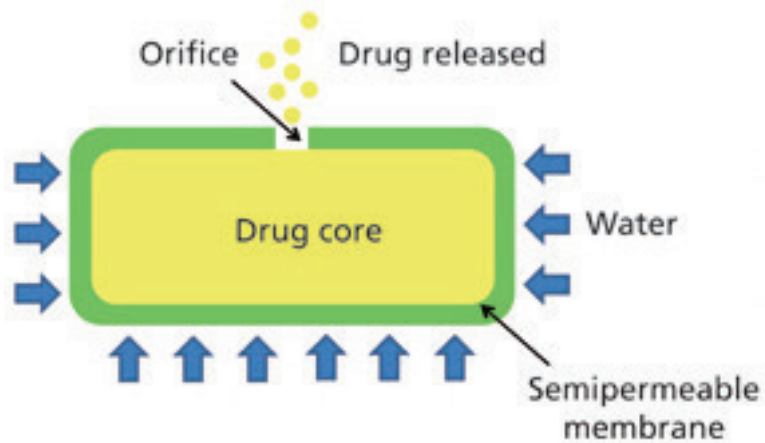 Orifice
Drug released
Drug core
Water
Semipermeable
membrane